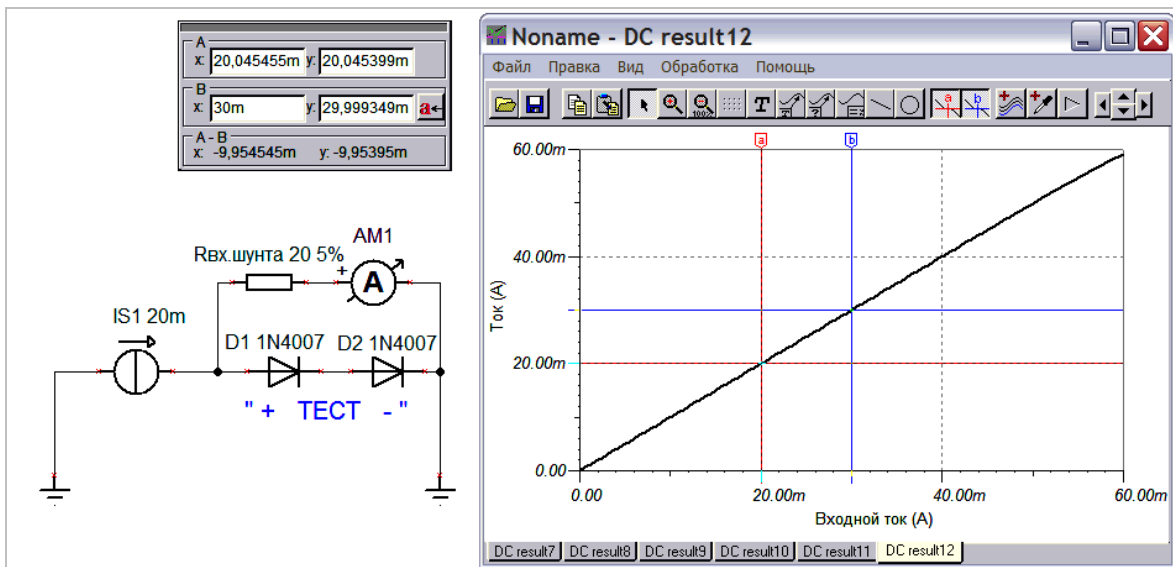 A
x: 20,045455m y: 20,045399m
B
x: 30m y: 29,999349m a
A - B
x: -9,954545m y: -9,95395m
AM1
Rвх.шунта 20 5%
+
A
IS1 20m
D1 1N4007 D2 1N4007
" + ТЕСТ - "
Noname - DC result12
Файл Правка Вид Обработка Помощь
100%
T
a b
a b
60.00m
40.00m
Ток (A)
20.00m
0.00
0.00 20.00m 40.00m 60.00m
Входной ток (A)
DC result7 DC result8 DC result9 DC result10 DC result11 DC result12